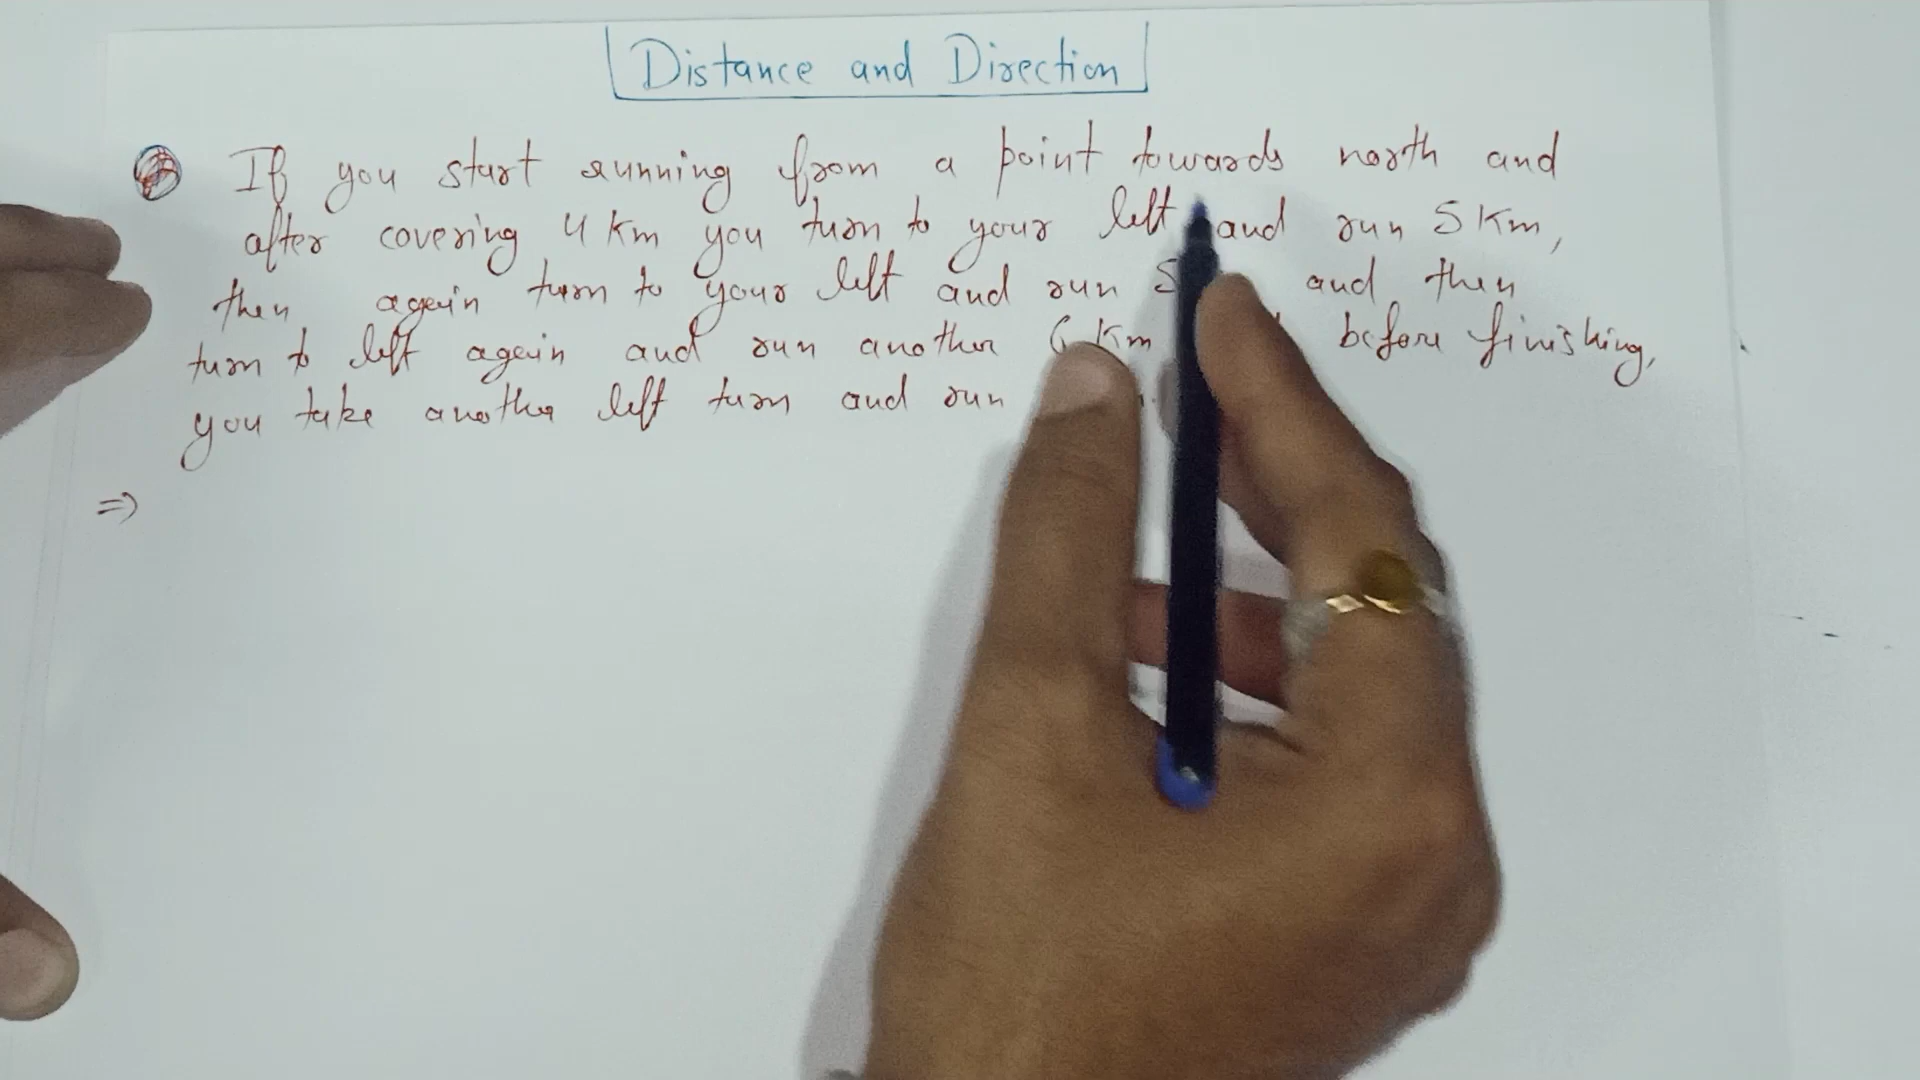 Distance and Direction
If you start running from a point towards north and
after covering 4 Km you turn to your left and run 5 Km,
then again turn to your left and run 5 and then
turn to left again and run another 6 Km before finishing,
you take another left turn and run
⇒